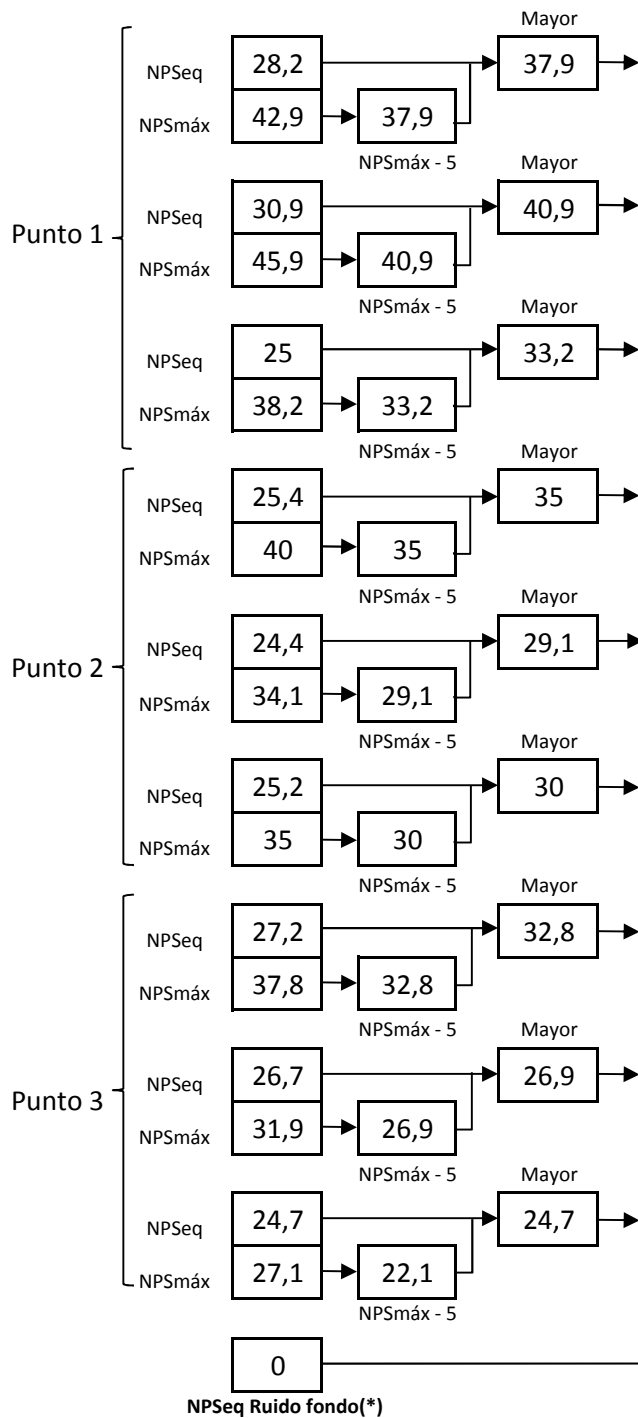 Mayor
NPSeq 28,2 37,9
NPSmáx 42,9 37,9
NPSmáx - 5
Mayor
Punto 1
NPSeq 30,9 40,9
NPSmáx 45,9 40,9
NPSmáx - 5
Mayor
NPSeq 25 33,2
NPSmáx 38,2 33,2
NPSmáx - 5
Mayor
NPSeq 25,4 35
NPSmáx 40 35
NPSmáx - 5
Mayor
Punto 2
NPSeq 24,4 29,1
NPSmáx 34,1 29,1
NPSmáx - 5
Mayor
NPSeq 25,2 30
NPSmáx 35 30
NPSmáx - 5
Mayor
NPSeq 27,2 32,8
NPSmáx 37,8 32,8
NPSmáx - 5
Mayor
Punto 3
NPSeq 26,7 26,9
NPSmáx 31,9 26,9
NPSmáx - 5
Mayor
NPSeq 24,7 24,7
NPSmáx 27,1 22,1
NPSmáx - 5
0
NPSeq Ruido fondo(*)